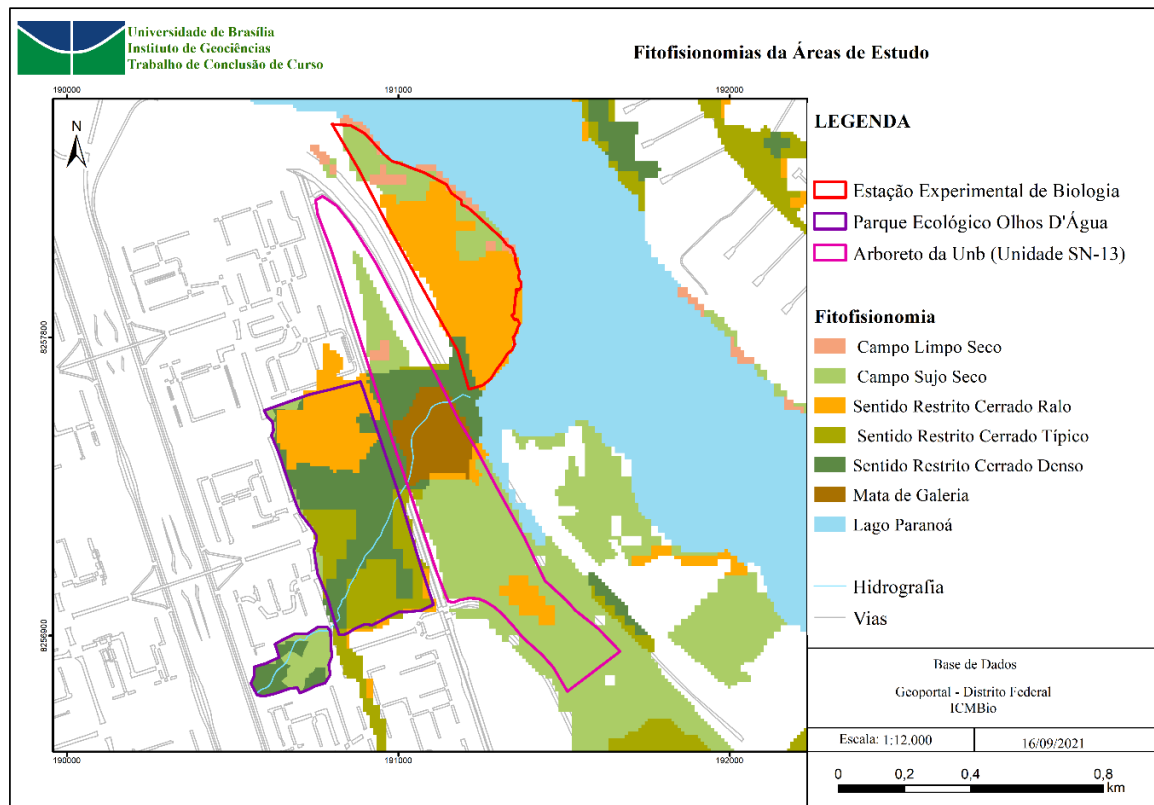 Universidade de Brasília
Instituto de Geociências
Trabalho de Conclusão de Curso
Fitofisionomias da Áreas de Estudo
190000
191000
192000
N
8257800
8256900
190000
191000
192000
LEGENDA
Estação Experimental de Biologia
Parque Ecológico Olhos D'Água
Arboreto da Unb (Unidade SN-13)
Fitofisionomia
Campo Limpo Seco
Campo Sujo Seco
Sentido Restrito Cerrado Ralo
Sentido Restrito Cerrado Típico
Sentido Restrito Cerrado Denso
Mata de Galeria
Lago Paranoá
Hidrografia
Vias
Base de Dados
Geoportal - Distrito Federal
ICMBio
Escala: 1:12.000
16/09/2021
0 0,2 0,4 0,8
km